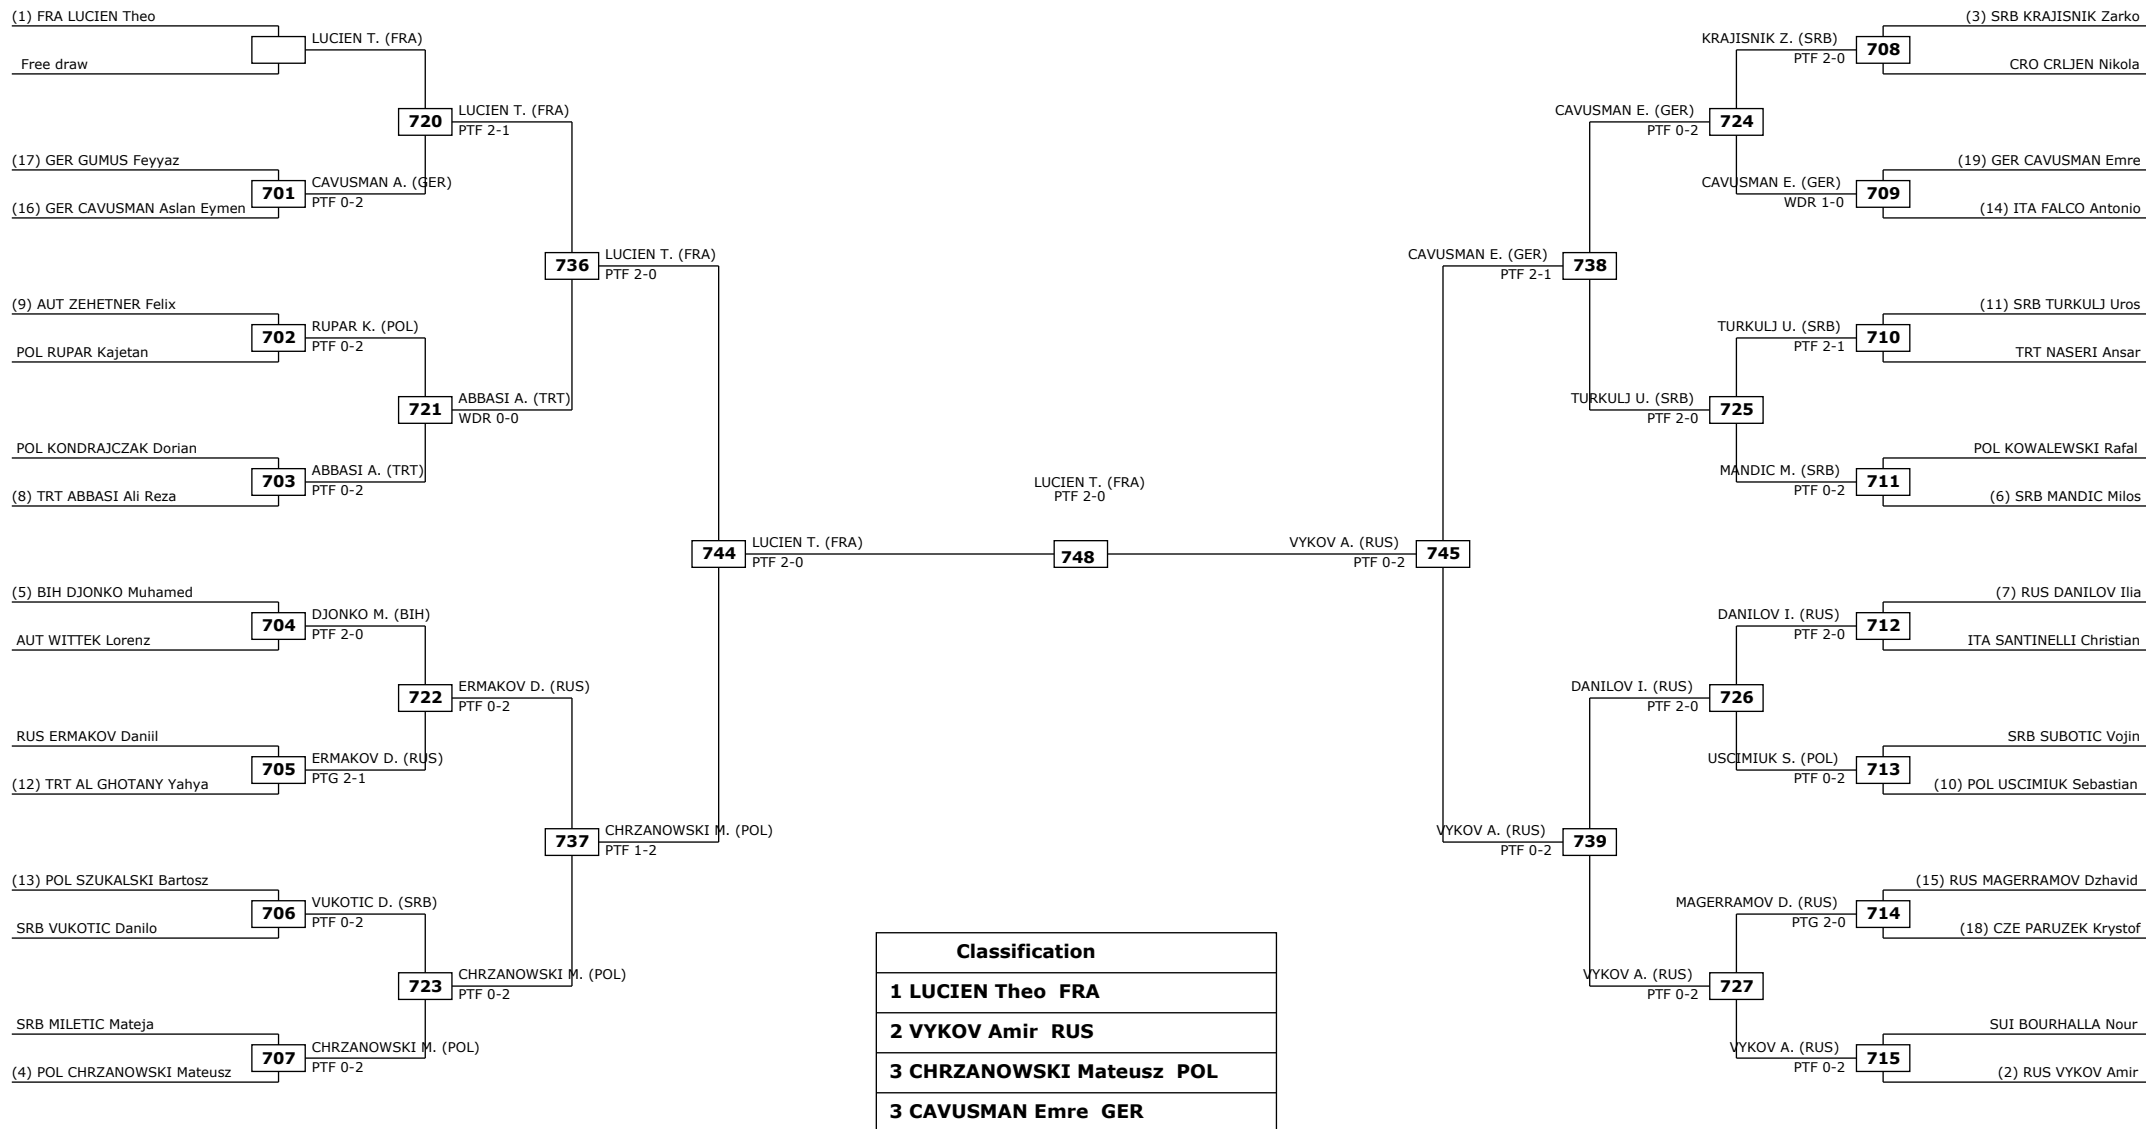 (1) FRA LUCIEN Theo
LUCIEN T. (FRA)
Free draw
720
LUCIEN T. (FRA)
PTF 2-1
(17) GER GUMUS Feyyaz
701
CAVUSMAN A. (GER)
PTF 0-2
(16) GER CAVUSMAN Aslan Eymen
736
LUCIEN T. (FRA)
PTF 2-0
(9) AUT ZEHETNER Felix
702
RUPAR K. (POL)
PTF 0-2
POL RUPAR Kajetan
721
ABBASI A. (TRT)
WDR 0-0
POL KONDRAJCZAK Dorian
703
ABBASI A. (TRT)
PTF 0-2
(8) TRT ABBASI Ali Reza
744
LUCIEN T. (FRA)
PTF 2-0
(5) BIH DJONKO Muhamed
704
DJONKO M. (BIH)
PTF 2-0
AUT WITTEK Lorenz
722
ERMAKOV D. (RUS)
PTF 0-2
RUS ERMAKOV Daniil
705
ERMAKOV D. (RUS)
PTG 2-1
(12) TRT AL GHOTANY Yahya
737
CHRZANOWSKI M. (POL)
PTF 1-2
(13) POL SZUKALSKI Bartosz
706
VUKOTIC D. (SRB)
PTF 0-2
SRB VUKOTIC Danilo
723
CHRZANOWSKI M. (POL)
PTF 0-2
SRB MILETIC Mateja
707
CHRZANOWSKI M. (POL)
PTF 0-2
(4) POL CHRZANOWSKI Mateusz
LUCIEN T. (FRA)
PTF 2-0
748
(3) SRB KRAJISNIK Zarko
KRAJISNIK Z. (SRB)
PTF 2-0
708
CRO CRLJEN Nikola
CAVUSMAN E. (GER)
PTF 0-2
724
(19) GER CAVUSMAN Emre
CAVUSMAN E. (GER)
WDR 1-0
709
(14) ITA FALCO Antonio
CAVUSMAN E. (GER)
PTF 2-1
738
(11) SRB TURKULJ Uros
TURKULJ U. (SRB)
PTF 2-1
710
TRT NASERI Ansar
TURKULJ U. (SRB)
PTF 2-0
725
POL KOWALEWSKI Rafal
MANDIC M. (SRB)
PTF 0-2
711
(6) SRB MANDIC Milos
VYKOV A. (RUS)
PTF 0-2
745
(7) RUS DANILOV Ilia
DANILOV I. (RUS)
PTF 2-0
712
ITA SANTINELLI Christian
DANILOV I. (RUS)
PTF 2-0
726
SRB SUBOTIC Vojin
USCIMIUK S. (POL)
PTF 0-2
713
(10) POL USCIMIUK Sebastian
VYKOV A. (RUS)
PTF 0-2
739
(15) RUS MAGERRAMOV Dzhavid
MAGERRAMOV D. (RUS)
PTG 2-0
714
(18) CZE PARUZEK Krystof
VYKOV A. (RUS)
PTF 0-2
727
SUI BOURHALLA Nour
VYKOV A. (RUS)
PTF 0-2
715
(2) RUS VYKOV Amir
Classification
1 LUCIEN Theo FRA
2 VYKOV Amir RUS
3 CHRZANOWSKI Mateusz POL
3 CAVUSMAN Emre GER